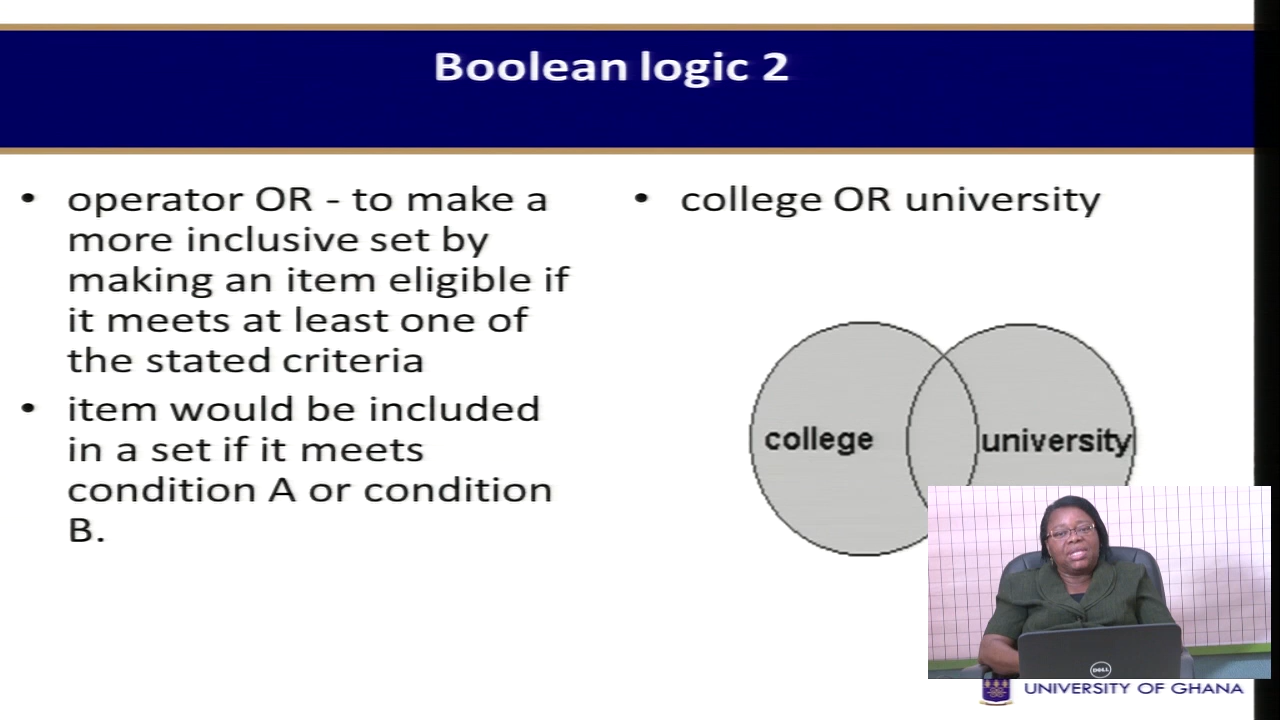 Boolean logic 2
• operator OR - to make a
more inclusive set by
making an item eligible if
it meets at least one of
the stated criteria
• item would be included
in a set if it meets
condition A or condition
B.
• college OR university
college
university
DELL
UNIVERSITY OF GHANA